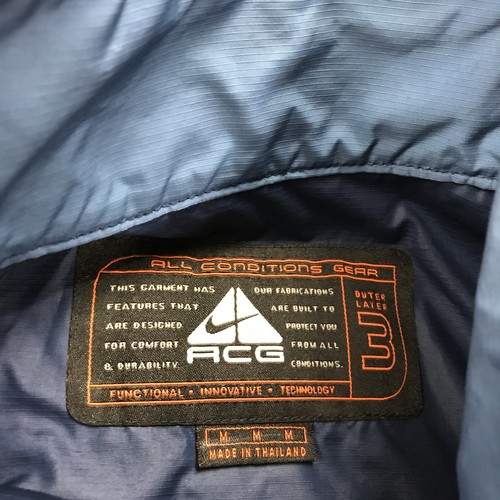 ALL CONDITIONS GEAR
THIS GARMENT HAS
FEATURES THAT
ARE DESIGNED
FOR COMFORT
& DURABILITY.
ACG
OUR FABRICATIONS
ARE BUILT TO
PROTECT YOU
FROM ALL
CONDITIONS.
OUTER
LAYER
3
FUNCTIONAL • INNOVATIVE • TECHNOLOGY
M M M
MADE IN THAILAND